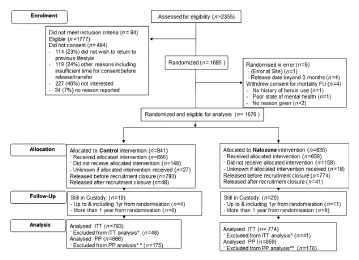 Enrolment
Assessed for eligibility (n>2355)
Did not meet inclusion criteria (n = 94)
Eligible (n=1777)
Did not consent (n=494)
- 114 (23%) did not wish to return to
previous lifestyle
- 119 (24%) other reasons including
insufficient time for consent before
release/transfer
- 227 (46%) not interested
- 34 (7%) no reason reported
Randomized (n= 1685)
Randomised in error (n=5)
- (Error at Site) (n=1)
- Release date beyond 3 months (n=4)
Withdrew consent for mortality FU (n=4)
- No history of heroin use (n=1)
- Poor state of mental health (n=1)
- No reason given (n=2)
Randomized and eligible for analysis (n= 1676)
Allocation
Allocated to Control intervention (n=841)
* Received allocated intervention (n=666)
* Did not receive allocated intervention (n=148)
- Unknown if allocated intervention (n=27)
Released before recruitment closure (n=793)
Released after recruitment closure (n=48)
Allocated to Naloxone intervention (n=835)
* Received allocated intervention (n=659)
* Did not receive allocated intervention (n=158)
- Unknown if allocated intervention received (n=18)
Released before recruitment closure (n=774)
Released after recruitment closure (n=41)
Follow-Up
Still in Custody (n=10)
- Up to & including 1yr from randomisation (n=4)
- More than 1 year from randomisation (n=6)
Still in Custody (n=20)
- Up to & including 1yr from randomisation (n=11)
- More than 1 year from randomisation (n=9)
Analysis
Analysed ITT (n=793)
* Excluded from ITT analysis* (n=48)
Analysed PP (n=666)
* Excluded from PP analysis** (n=175)
Analysed ITT (n= 774)
* Excluded from ITT analysis* (n=41)
Analysed PP (n=659)
* Excluded from PP analysis** (n=176)